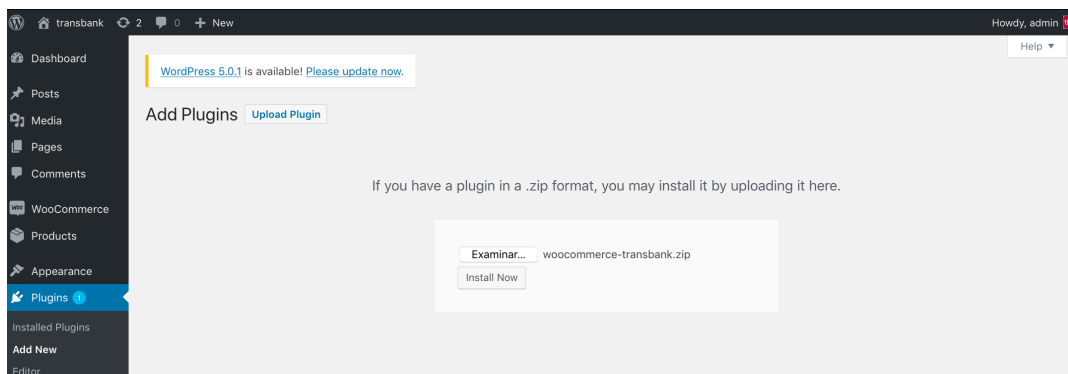 transbank 2 0 New Howdy, admin
Help
Dashboard
WordPress 5.0.1 is available! Please update now.
Posts
Add Plugins Upload Plugin
Media
Pages
Comments
If you have a plugin in a .zip format, you may install it by uploading it here.
WooCommerce
Products
Examinar... woocommerce-transbank.zip
Install Now
Appearance
Plugins 1
Installed Plugins
Add New
Editor